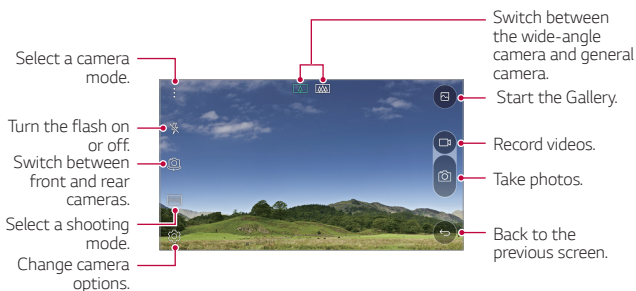 Select a camera
mode.
Turn the flash on
or off.
Switch between
front and rear
cameras.
Select a shooting
mode.
Change camera
options.
Switch between
the wide-angle
camera and general
camera.
Start the Gallery.
Record videos.
Take photos.
Back to the
previous screen.